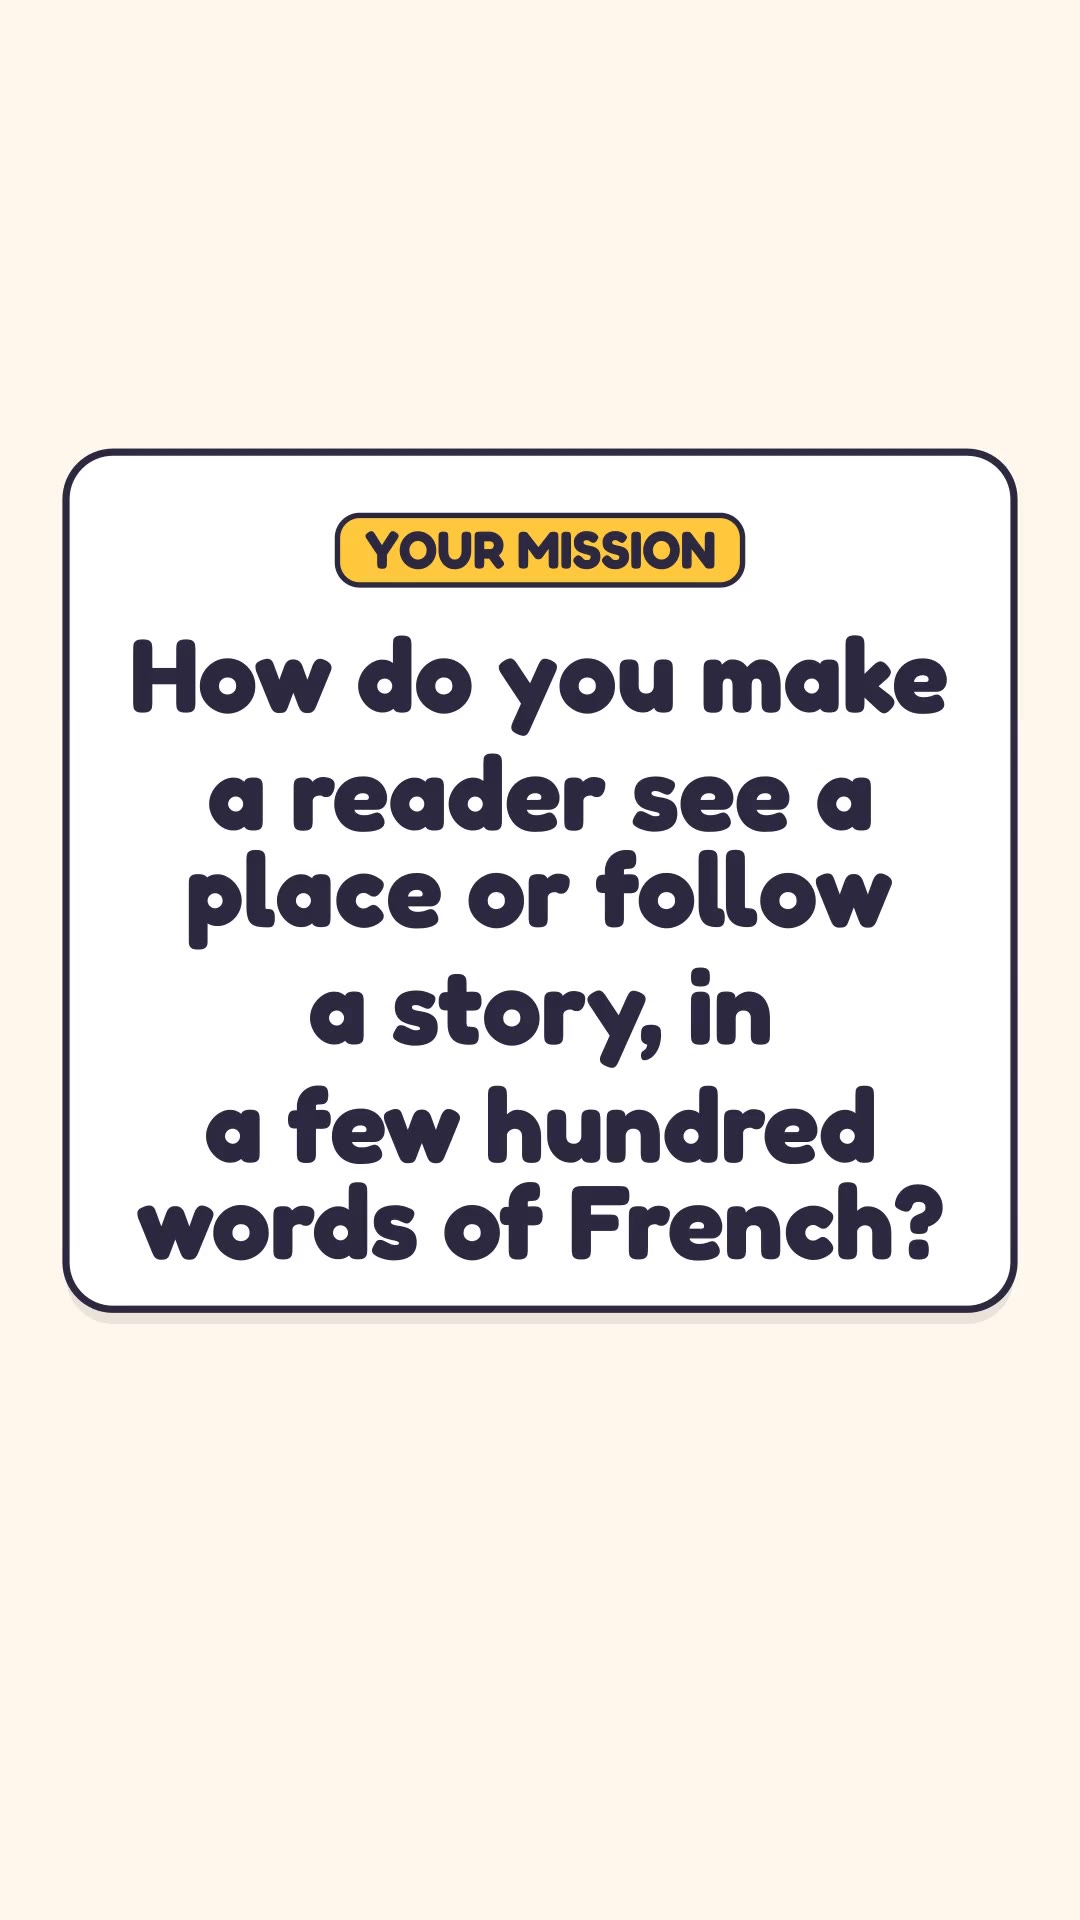 YOUR MISSION
How do you make
a reader see a
place or follow
a story, in
a few hundred
words of French?